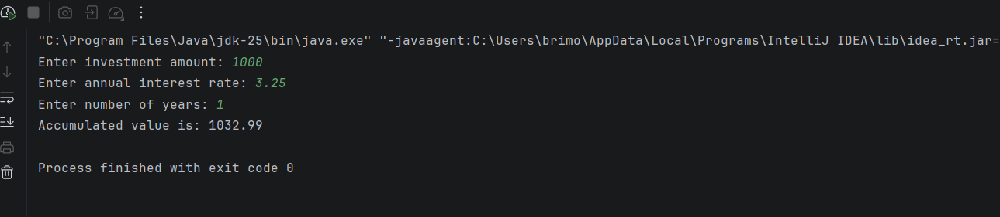 "C:\Program Files\Java\jdk-25\bin\java.exe" "-javaagent:C:\Users\brimo\AppData\Local\Programs\IntelliJ IDEA\lib\idea_rt.jar=
Enter investment amount: 1000
Enter annual interest rate: 3.25
Enter number of years: 1
Accumulated value is: 1032.99
Process finished with exit code 0